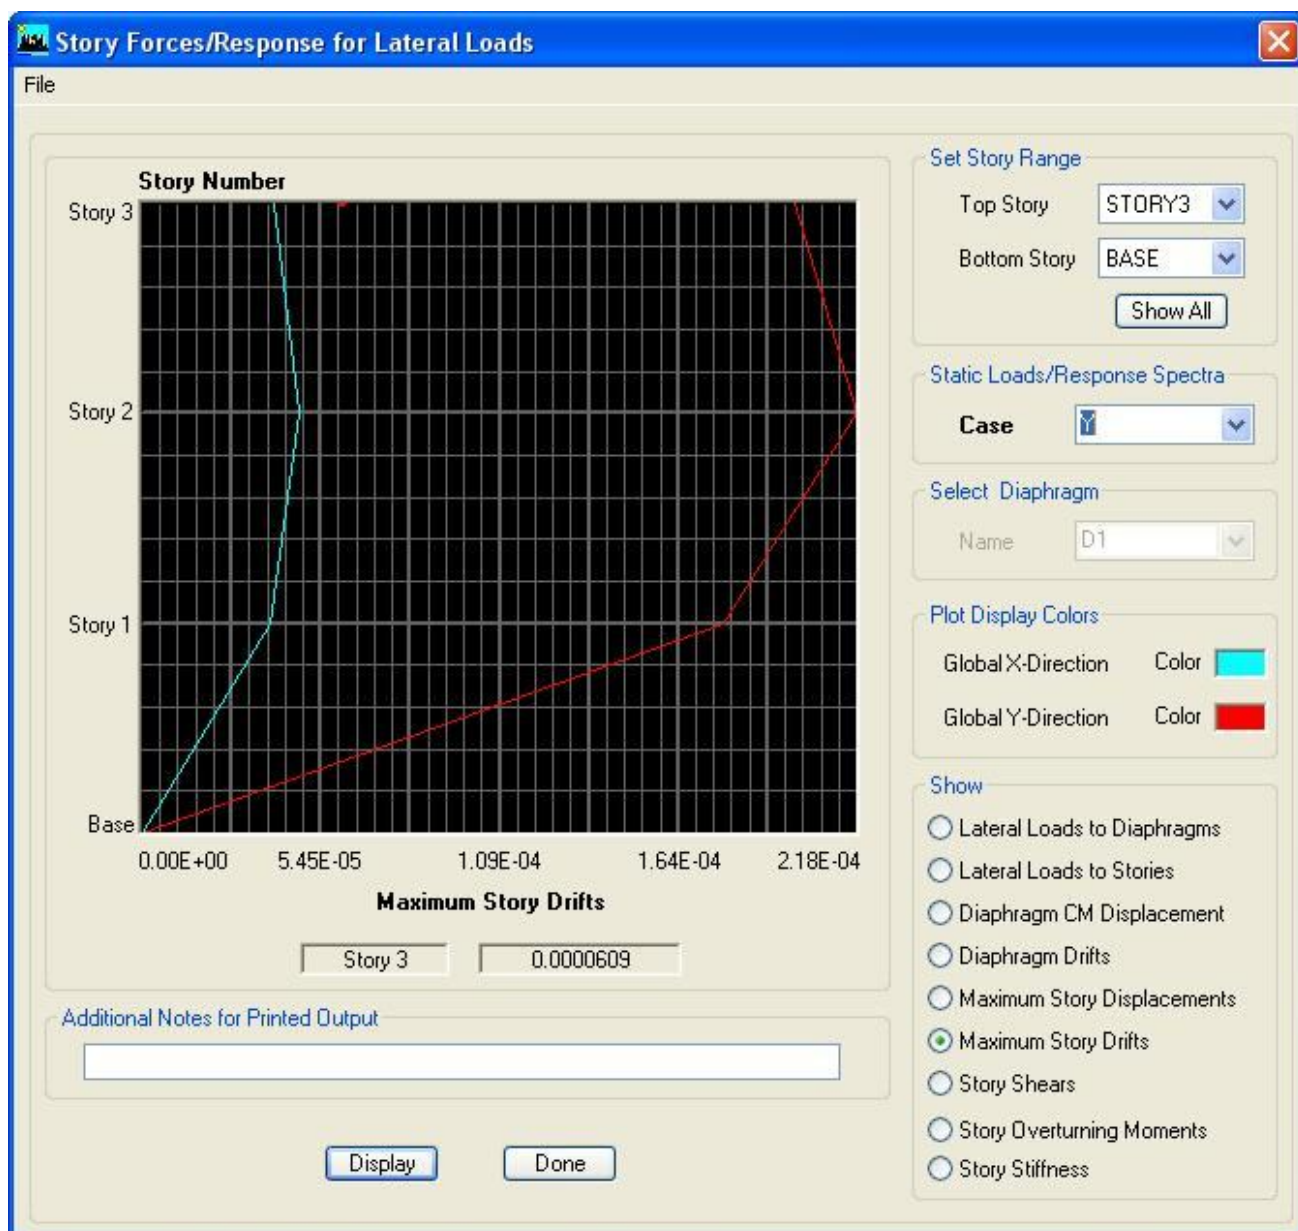 Story Forces/Response for Lateral Loads
File
Story Number
Story 3
Story 2
Story 1
Base
0.00E+00 5.45E-05 1.09E-04 1.64E-04 2.18E-04
Maximum Story Drifts
Story 3 0.0000609
Additional Notes for Printed Output
Display Done
Set Story Range
Top Story STORY3
Bottom Story BASE
Show All
Static Loads/Response Spectra
Case Y
Select Diaphragm
Name D1
Plot Display Colors
Global X-Direction Color
Global Y-Direction Color
Show
Lateral Loads to Diaphragms
Lateral Loads to Stories
Diaphragm CM Displacement
Diaphragm Drifts
Maximum Story Displacements
Maximum Story Drifts
Story Shears
Story Overturning Moments
Story Stiffness